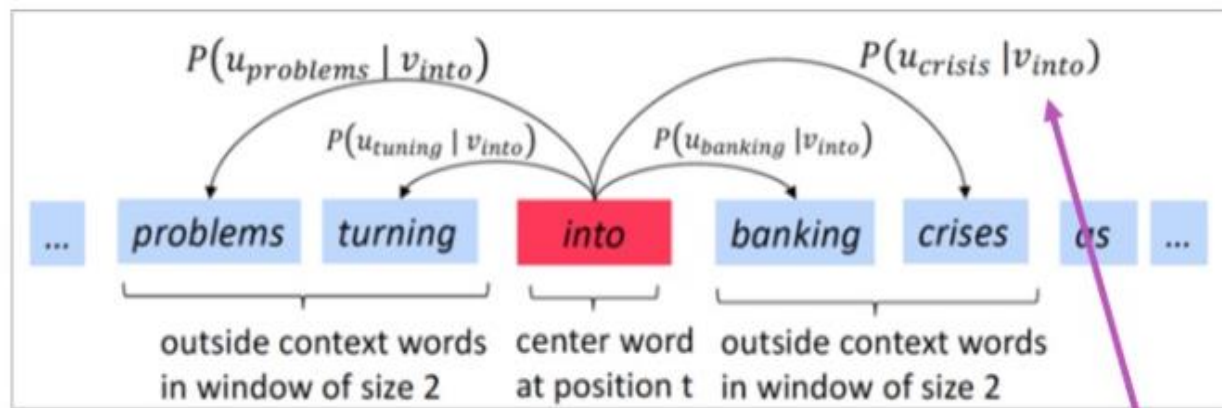 P(u_problems | v_into)
P(u_crisis |v_into)
P(u_tuning | v_into)
P(u_banking |v_into)
... problems turning into banking crises as ...
outside context words center word outside context words
in window of size 2 at position t in window of size 2